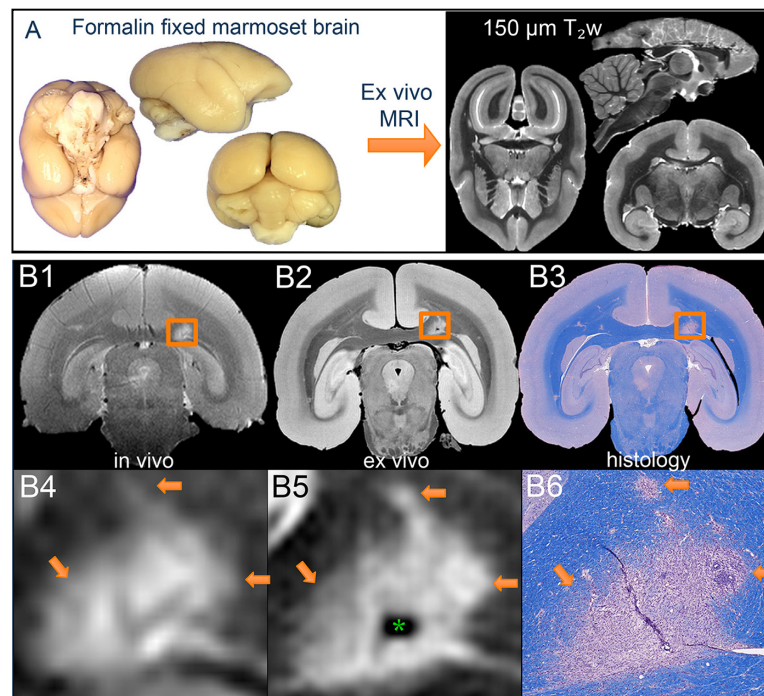 A
Formalin fixed marmoset brain
Ex vivo
MRI
150 µm T₂w
B1
in vivo
B2
ex vivo
B3
histology
B4
B5
*
B6